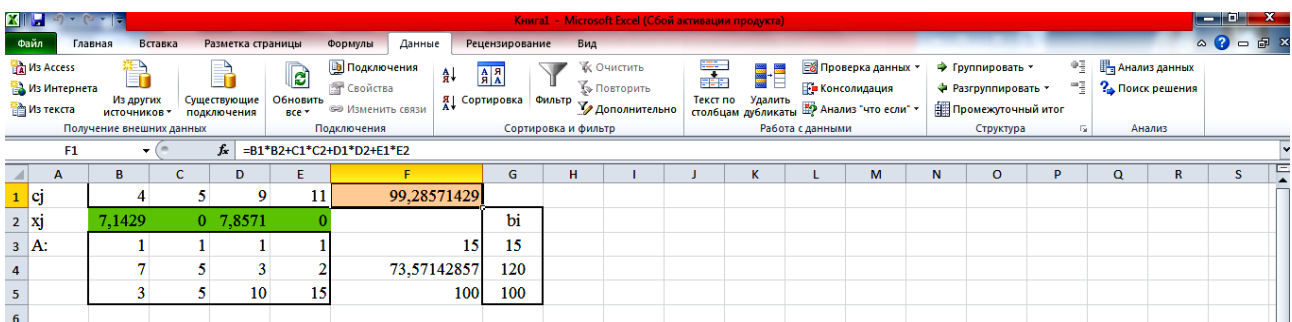 Книга1 - Microsoft Excel (Сбой активации продукта)
Файл Главная Вставка Разметка страницы Формулы Данные Рецензирование Вид
Из Access
Из Интернета
Из текста
Из других источников
Получение внешних данных
Существующие подключения
Обновить все
Подключения
Свойства
Изменить связи
Подключения
Сортировка
Фильтр
Очистить
Повторить
Дополнительно
Сортировка и фильтр
Текст по столбцам
Удалить дубликаты
Проверка данных
Консолидация
Анализ "что если"
Работа с данными
Группировать
Разгруппировать
Промежуточный итог
Структура
Анализ данных
Поиск решения
Анализ
F1 fx =B1*B2+C1*C2+D1*D2+E1*E2
A B C D E F G H I J K L M N O P Q R S
1 cj 4 5 9 11 99,28571429
2 xj 7,1429 0 7,8571 0 bi
3 A: 1 1 1 1 15 15
4 7 5 3 2 73,57142857 120
5 3 5 10 15 100 100
6